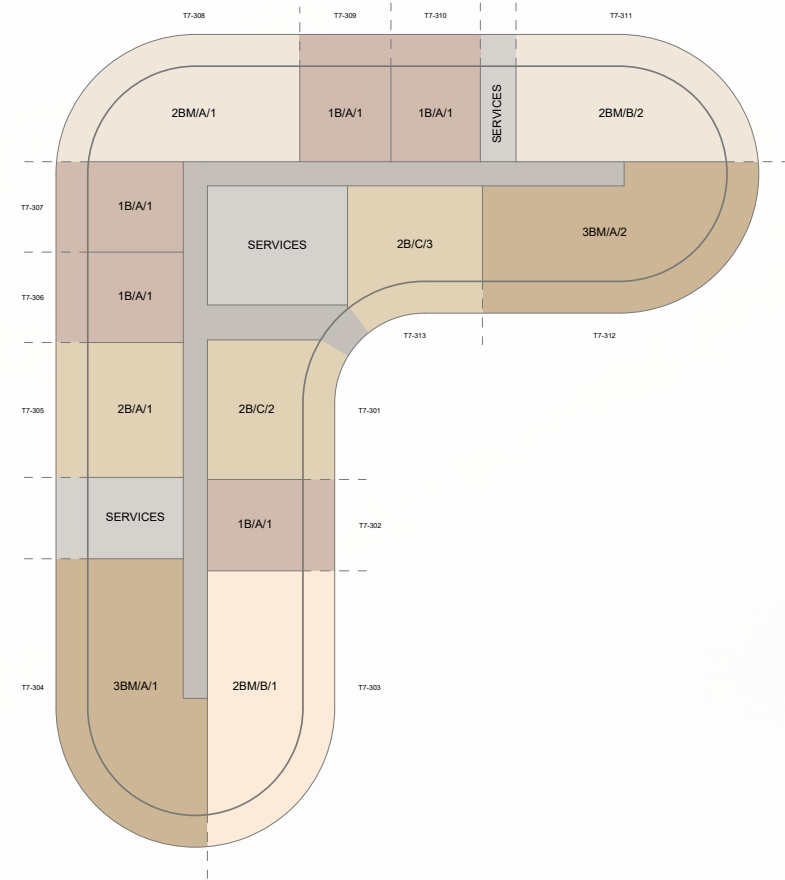 T7-308
T7-309
T7-310
T7-311
2BM/A/1
1B/A/1
1B/A/1
SERVICES
2BM/B/2
T7-307
1B/A/1
SERVICES
2B/C/3
3BM/A/2
T7-306
1B/A/1
T7-313
T7-312
T7-305
2B/A/1
2B/C/2
T7-301
SERVICES
1B/A/1
T7-302
T7-304
3BM/A/1
2BM/B/1
T7-303